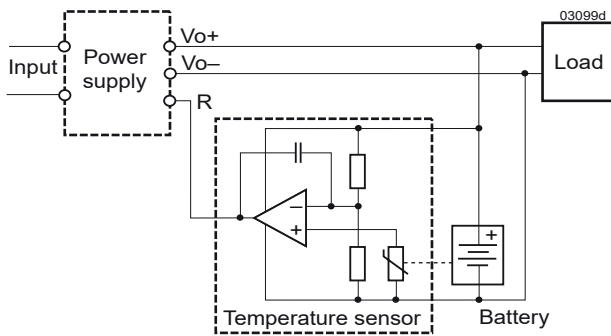 03099d
Vo+
Power
supply
Input
Vo–
Load
R
–
+
+
Temperature sensor
Battery